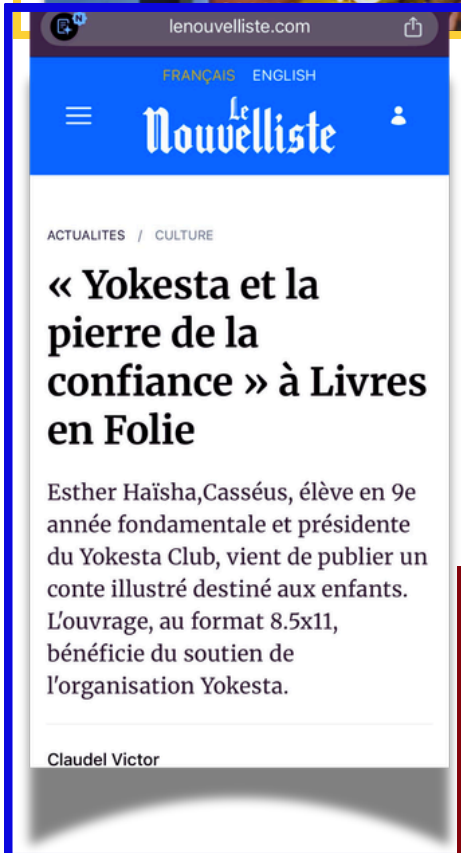 N
lenouvelliste.com
FRANÇAIS ENGLISH
Le
Nouvelliste
ACTUALITES / CULTURE
« Yokesta et la
pierre de la
confiance » à Livres
en Folie
Esther Haïsha,Casséus, élève en 9e
année fondamentale et présidente
du Yokesta Club, vient de publier un
conte illustré destiné aux enfants.
L'ouvrage, au format 8.5x11,
bénéficie du soutien de
l'organisation Yokesta.
Claudel Victor